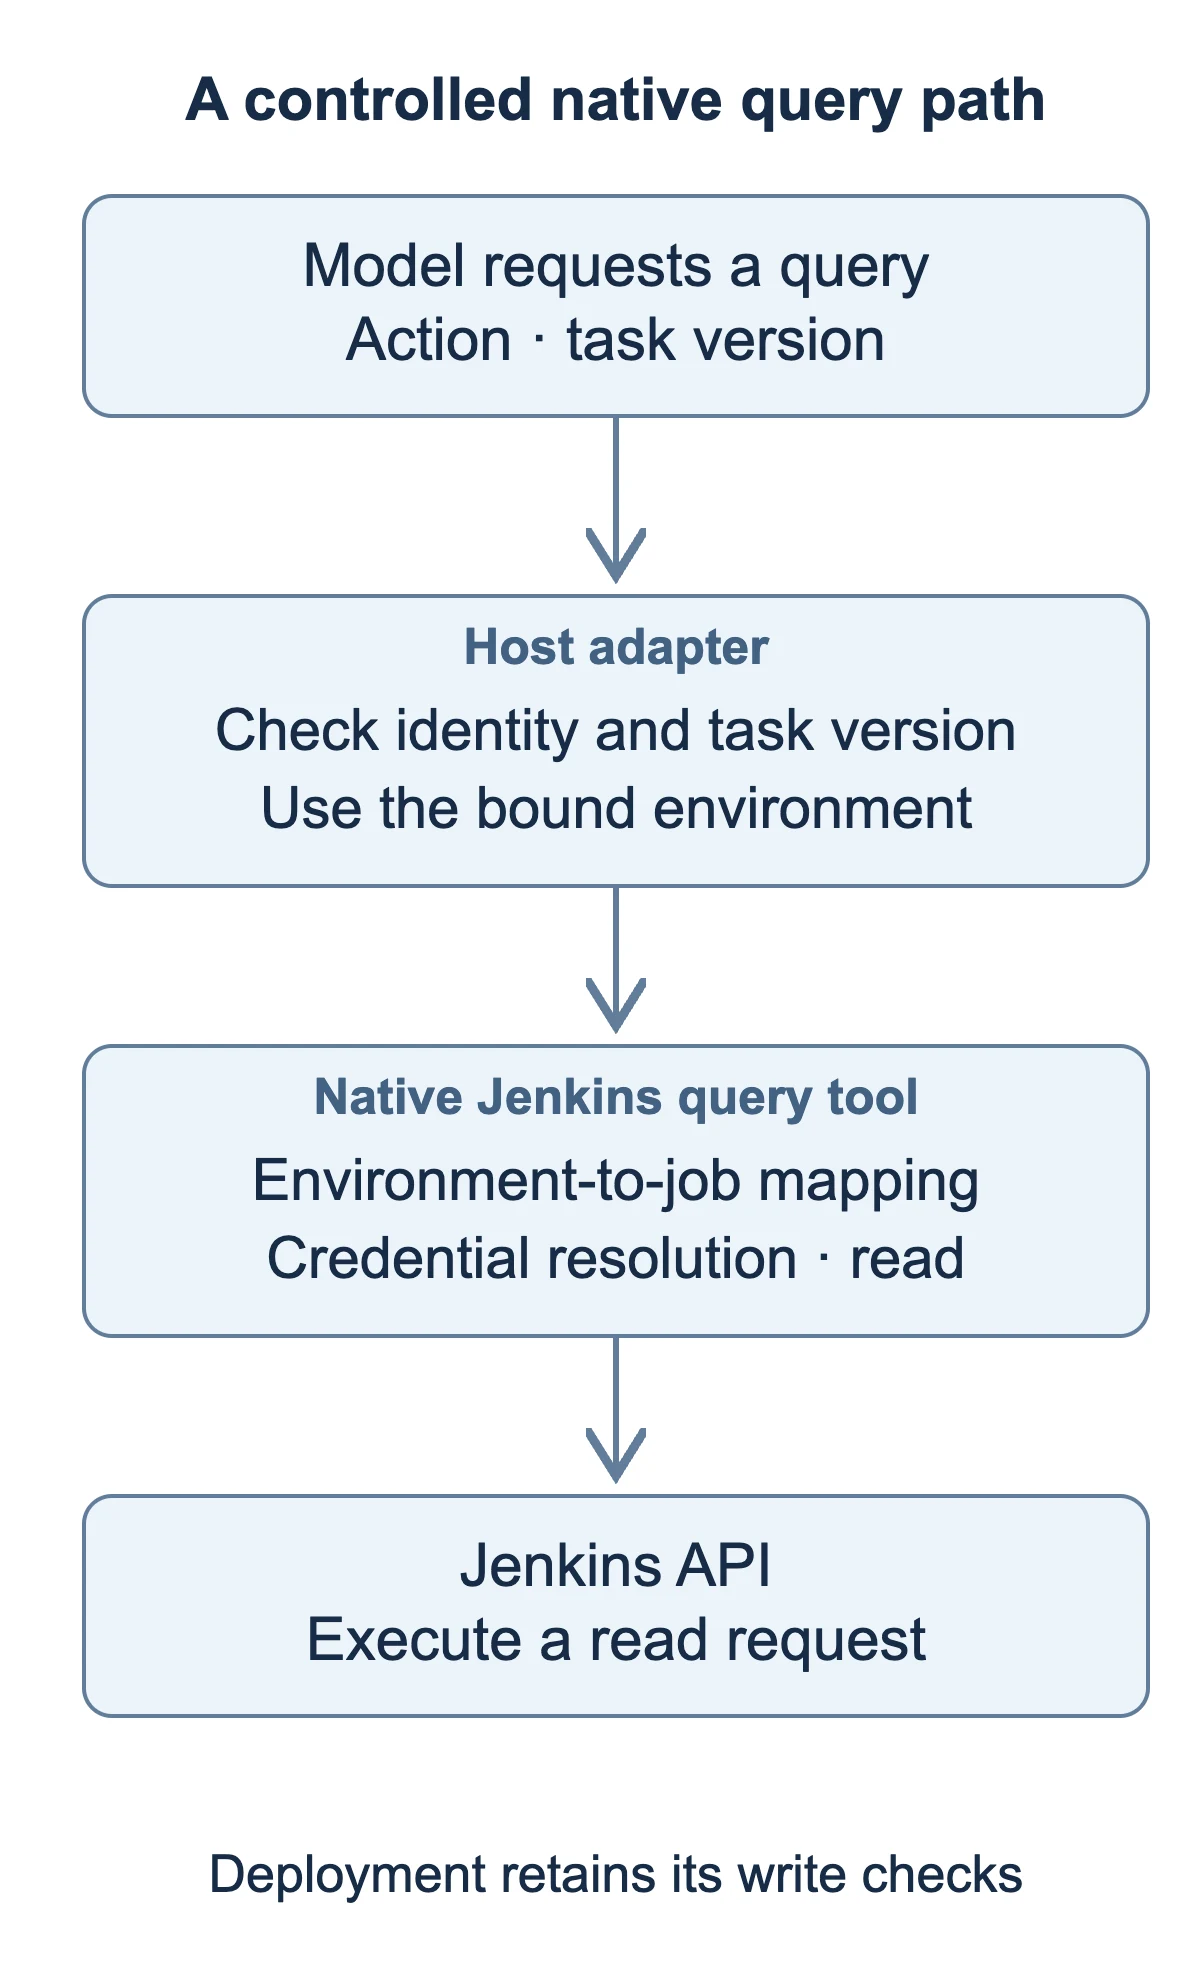 A controlled native query path
Model requests a query
Action · task version
Host adapter
Check identity and task version
Use the bound environment
Native Jenkins query tool
Environment-to-job mapping
Credential resolution · read
Jenkins API
Execute a read request
Deployment retains its write checks